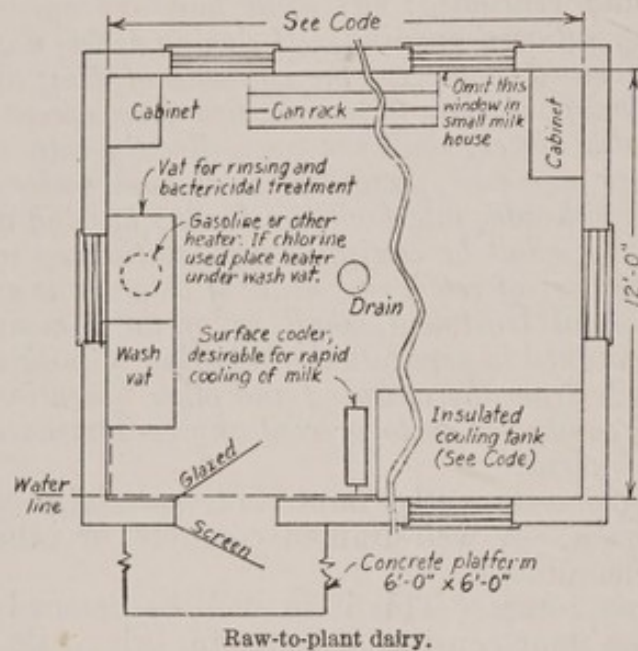 See Code
Cabinet
Can rack
Omit this
window in
small milk
house
Cabinet
Vat for rinsing and
bactericidal treatment
Gasoline or other
heater. If chlorine
used place heater
under wash vat.
Drain
12'-0"
Surface cooler,
desirable for rapid
cooling of milk
Wash
vat
Insulated
cooling tank
(See Code)
Glazed
Water
line
Screen
Concrete platform
6'-0" x 6'-0"
Raw-to-plant dairy.